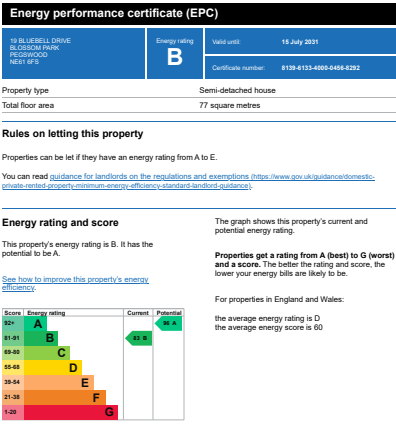 Energy performance certificate (EPC)
19 BLUEBELL DRIVE
BLOSSOM PARK
PEGSWOOD
NE61 6FS
Energy rating
B
Valid until:
15 July 2031
Certificate number:
8139-6133-4000-0456-8292
Property type
Semi-detached house
Total floor area
77 square metres
Rules on letting this property
Properties can be let if they have an energy rating from A to E.
You can read guidance for landlords on the regulations and exemptions (https://www.gov.uk/guidance/domestic-
private-rented-property-minimum-energy-efficiency-standard-landlord-guidance).
Energy rating and score
This property's energy rating is B. It has the
potential to be A.
See how to improve this property's energy
efficiency.
Score Energy rating Current Potential
92+ A 96 A
81-91 B 83 B
69-80 C
55-68 D
39-54 E
21-38 F
1-20 G
The graph shows this property's current and
potential energy rating.
Properties get a rating from A (best) to G (worst)
and a score. The better the rating and score, the
lower your energy bills are likely to be.
For properties in England and Wales:
the average energy rating is D
the average energy score is 60